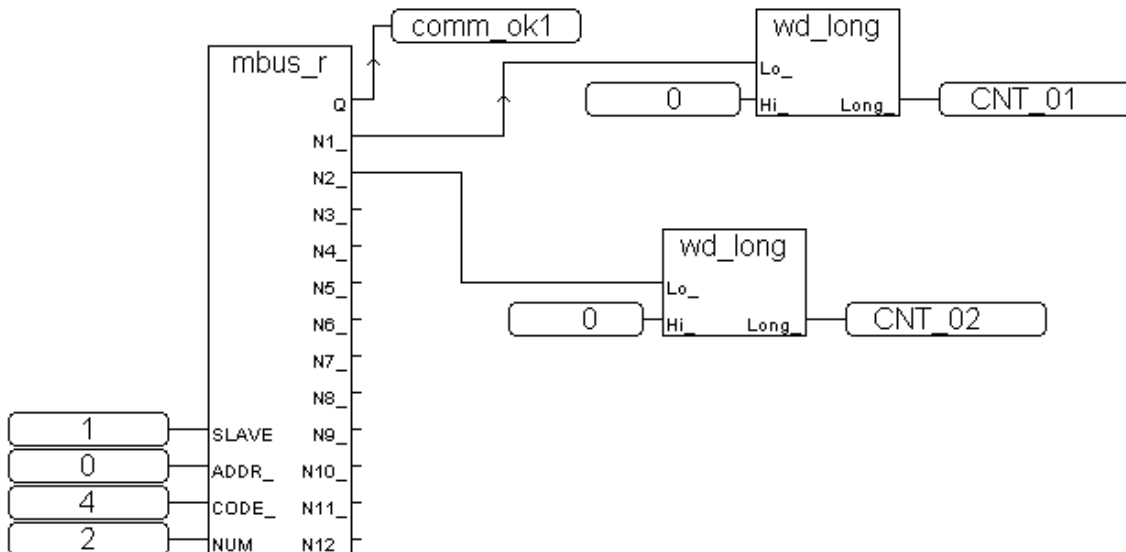 comm_ok1
wd_long
mbus_r
Lo_
0
Hi_
Long_
CNT_01
Q
N1_
N2_
N3_
N4_
wd_long
N5_
Lo_
N6_
0
Hi_
Long_
CNT_02
N7_
N8_
1
SLAVE
N9_
0
ADDR_
N10_
4
CODE_
N11_
2
NUM
N12